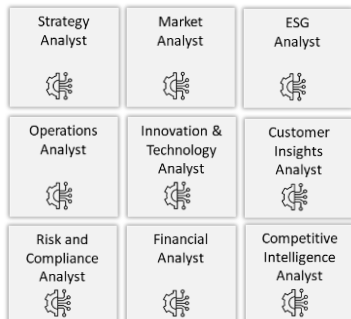 Strategy
Analyst
Market
Analyst
ESG
Analyst
Operations
Analyst
Innovation &
Technology
Analyst
Customer
Insights
Analyst
Risk and
Compliance
Analyst
Financial
Analyst
Competitive
Intelligence
Analyst